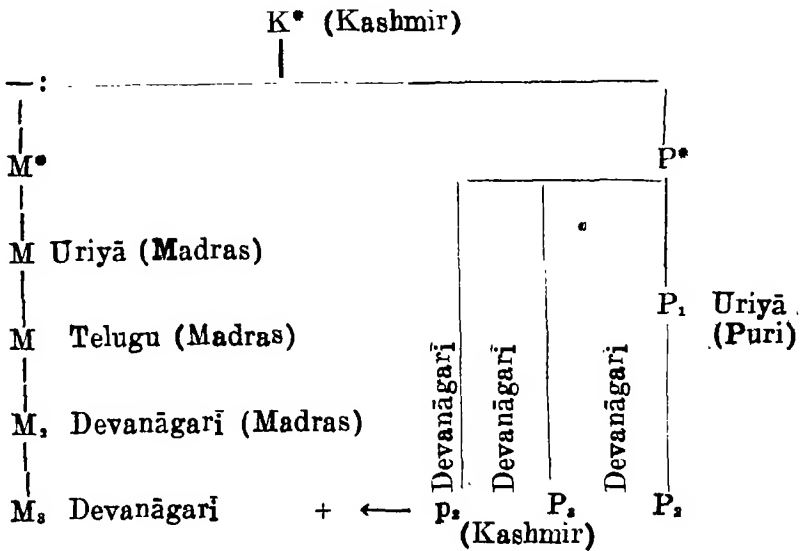 K* (Kashmir)
M* P*
M Uriyā (Madras)
P₁ Uriyā
M Telugu (Madras) (Puri)
Devanāgarī Devanāgarī Devanāgarī
M₂ Devanāgarī (Madras)
M₃ Devanāgarī + ← p₂ P₃ P₂
(Kashmir)